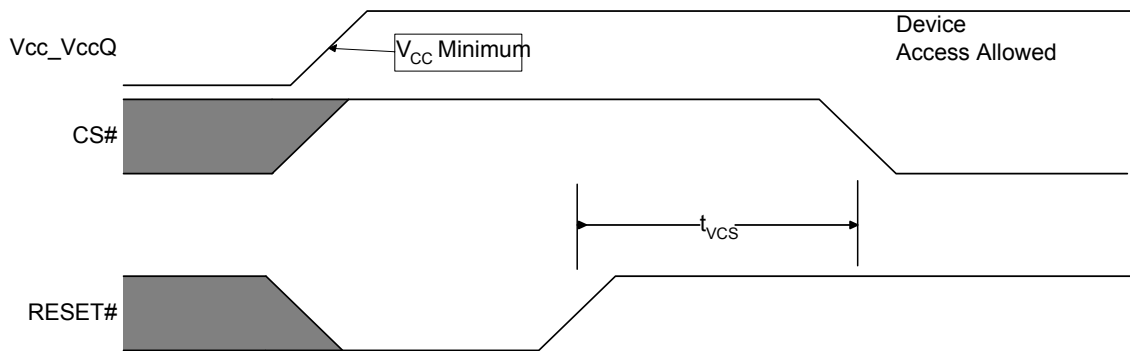 Vcc_VccQ
VCC Minimum
Device
Access Allowed
CS#
tVCS
RESET#